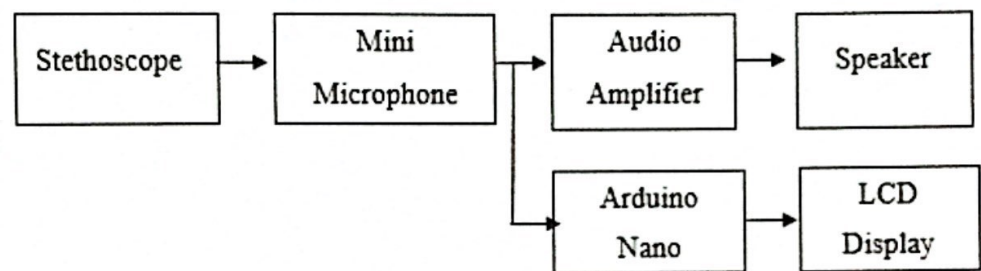 Stethoscope
Mini
Microphone
Audio
Amplifier
Speaker
Arduino
Nano
LCD
Display